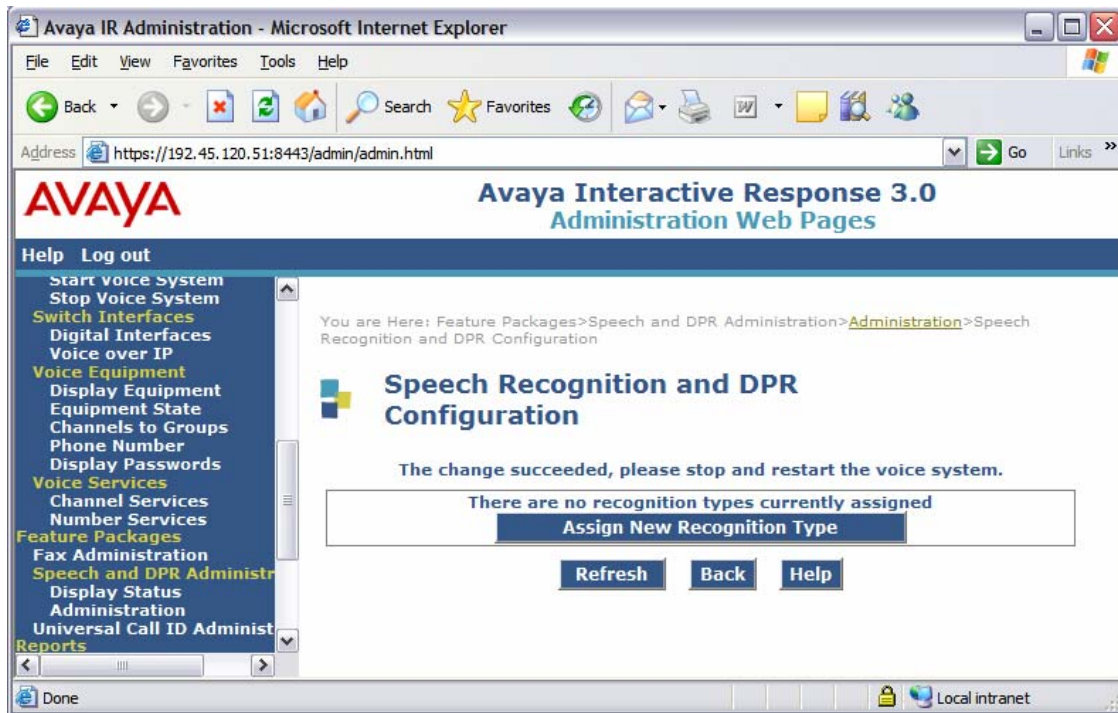 Avaya IR Administration - Microsoft Internet Explorer
File Edit View Favorites Tools Help
Back Search Favorites
Address https://192.45.120.51:8443/admin/admin.html Go Links »
AVAYA
Avaya Interactive Response 3.0
Administration Web Pages
Help Log out
Start Voice System
Stop Voice System
Switch Interfaces
Digital Interfaces
Voice over IP
Voice Equipment
Display Equipment
Equipment State
Channels to Groups
Phone Number
Display Passwords
Voice Services
Channel Services
Number Services
Feature Packages
Fax Administration
Speech and DPR Administr
Display Status
Administration
Universal Call ID Administ
Reports
You are Here: Feature Packages>Speech and DPR Administration>Administration>Speech
Recognition and DPR Configuration
Speech Recognition and DPR
Configuration
The change succeeded, please stop and restart the voice system.
There are no recognition types currently assigned
Assign New Recognition Type
Refresh Back Help
Done Local intranet